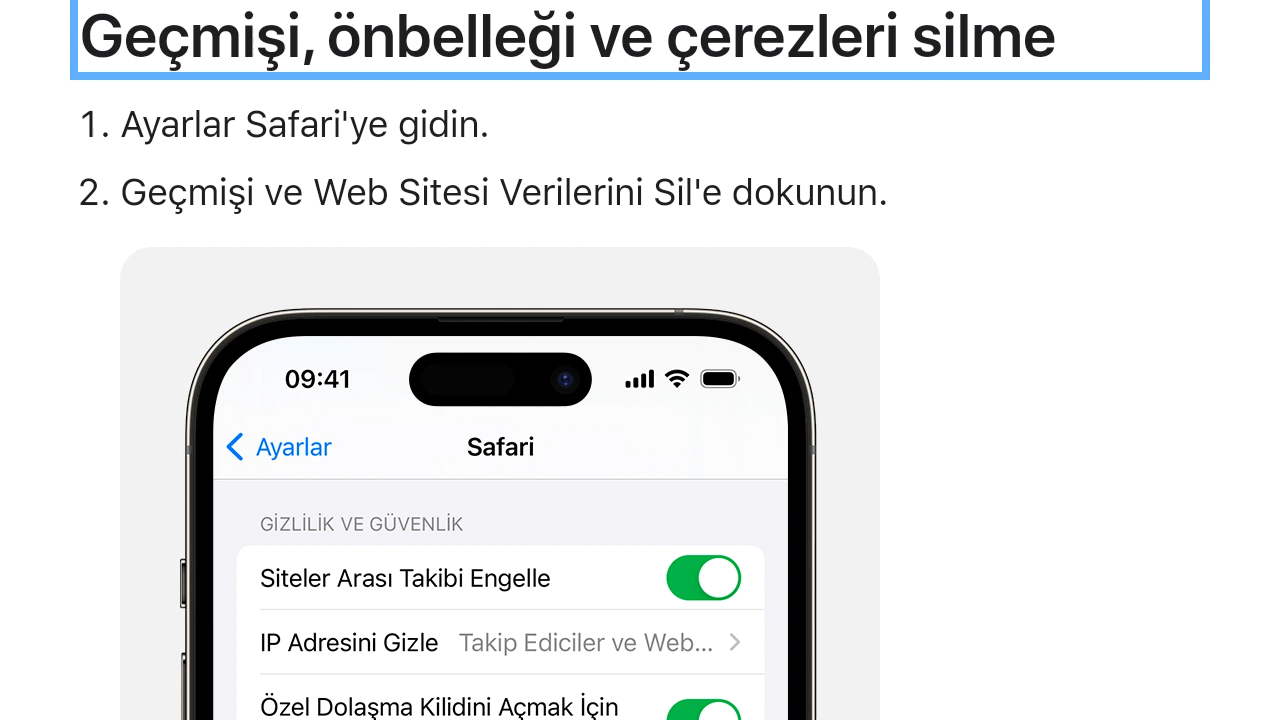 Geçmişi, önbelleği ve çerezleri silme
1. Ayarlar Safari'ye gidin.
2. Geçmişi ve Web Sitesi Verilerini Sil'e dokunun.
09:41
Ayarlar
Safari
GİZLİLİK VE GÜVENLİK
Siteler Arası Takibi Engelle
IP Adresini Gizle Takip Ediciler ve Web...
Özel Dolaşma Kilidini Açmak İçin